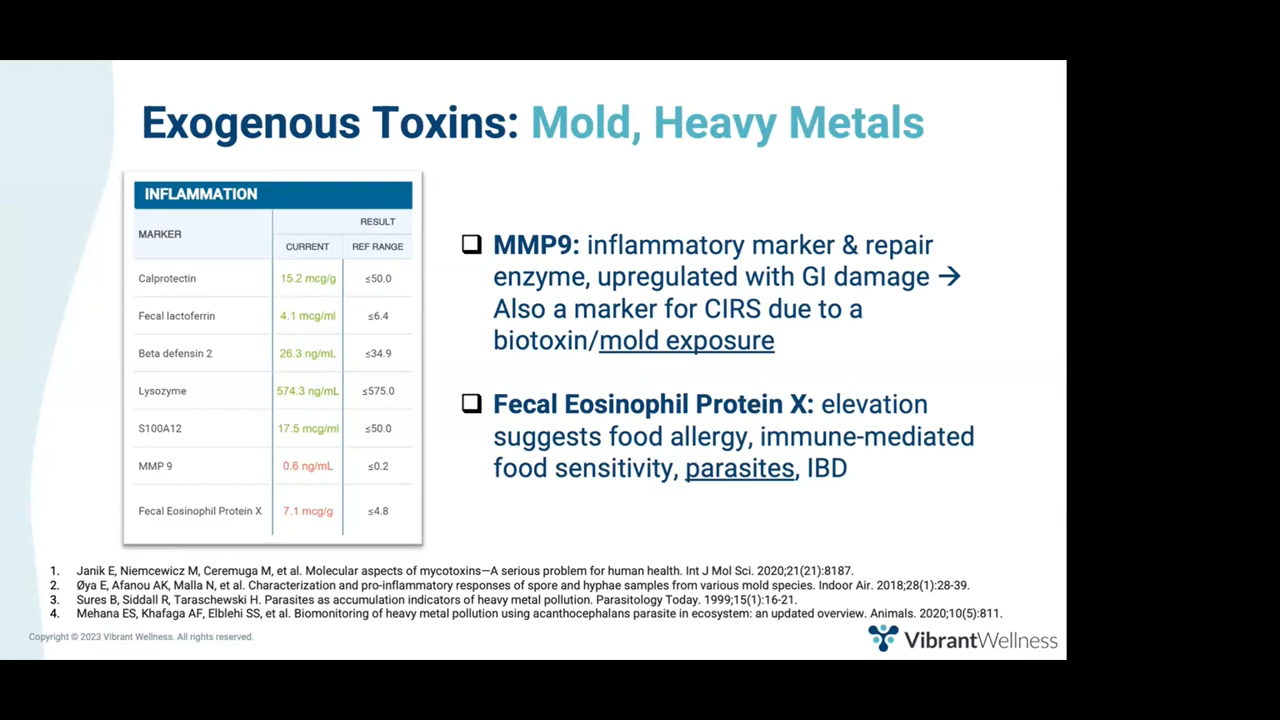 Exogenous Toxins: Mold, Heavy Metals
INFLAMMATION
MARKER
RESULT
CURRENT REF RANGE
Calprotectin 15.2 mcg/g ≤50.0
Fecal lactoferrin 4.1 mcg/ml ≤6.4
Beta defensin 2 26.3 ng/mL ≤34.9
Lysozyme 574.3 ng/mL ≤575.0
S100A12 17.5 mcg/ml ≤50.0
MMP 9 0.6 ng/mL ≤0.2
Fecal Eosinophil Protein X 7.1 mcg/g ≤4.8
❑ MMP9: inflammatory marker & repair
enzyme, upregulated with GI damage →
Also a marker for CIRS due to a
biotoxin/mold exposure
❑ Fecal Eosinophil Protein X: elevation
suggests food allergy, immune-mediated
food sensitivity, parasites, IBD
1. Janik E, Niemcewicz M, Ceremuga M, et al. Molecular aspects of mycotoxins—A serious problem for human health. Int J Mol Sci. 2020;21(21):8187.
2. Øya E, Afanou AK, Malla N, et al. Characterization and pro-inflammatory responses of spore and hyphae samples from various mold species. Indoor Air. 2018;28(1):28-39.
3. Sures B, Siddall R, Taraschewski H. Parasites as accumulation indicators of heavy metal pollution. Parasitology Today. 1999;15(1):16-21.
4. Mehana ES, Khafaga AF, Elblehi SS, et al. Biomonitoring of heavy metal pollution using acanthocephalans parasite in ecosystem: an updated overview. Animals. 2020;10(5):811.
Copyright © 2023 Vibrant Wellness. All rights reserved.
VibrantWellness